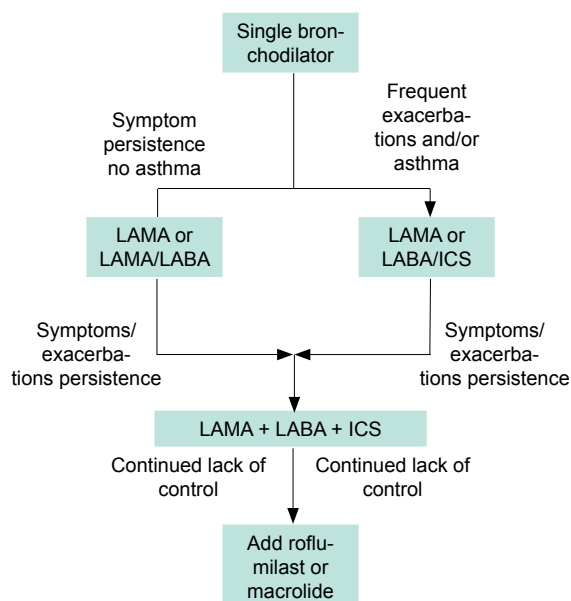 Single bron-
chodilator
Symptom
persistence
no asthma
Frequent
exacerba-
tions and/or
asthma
LAMA or
LAMA/LABA
LAMA or
LABA/ICS
Symptoms/
exacerba-
tions persistence
Symptoms/
exacerba-
tions persistence
LAMA + LABA + ICS
Continued lack of
control
Continued lack of
control
Add roflu-
milast or
macrolide